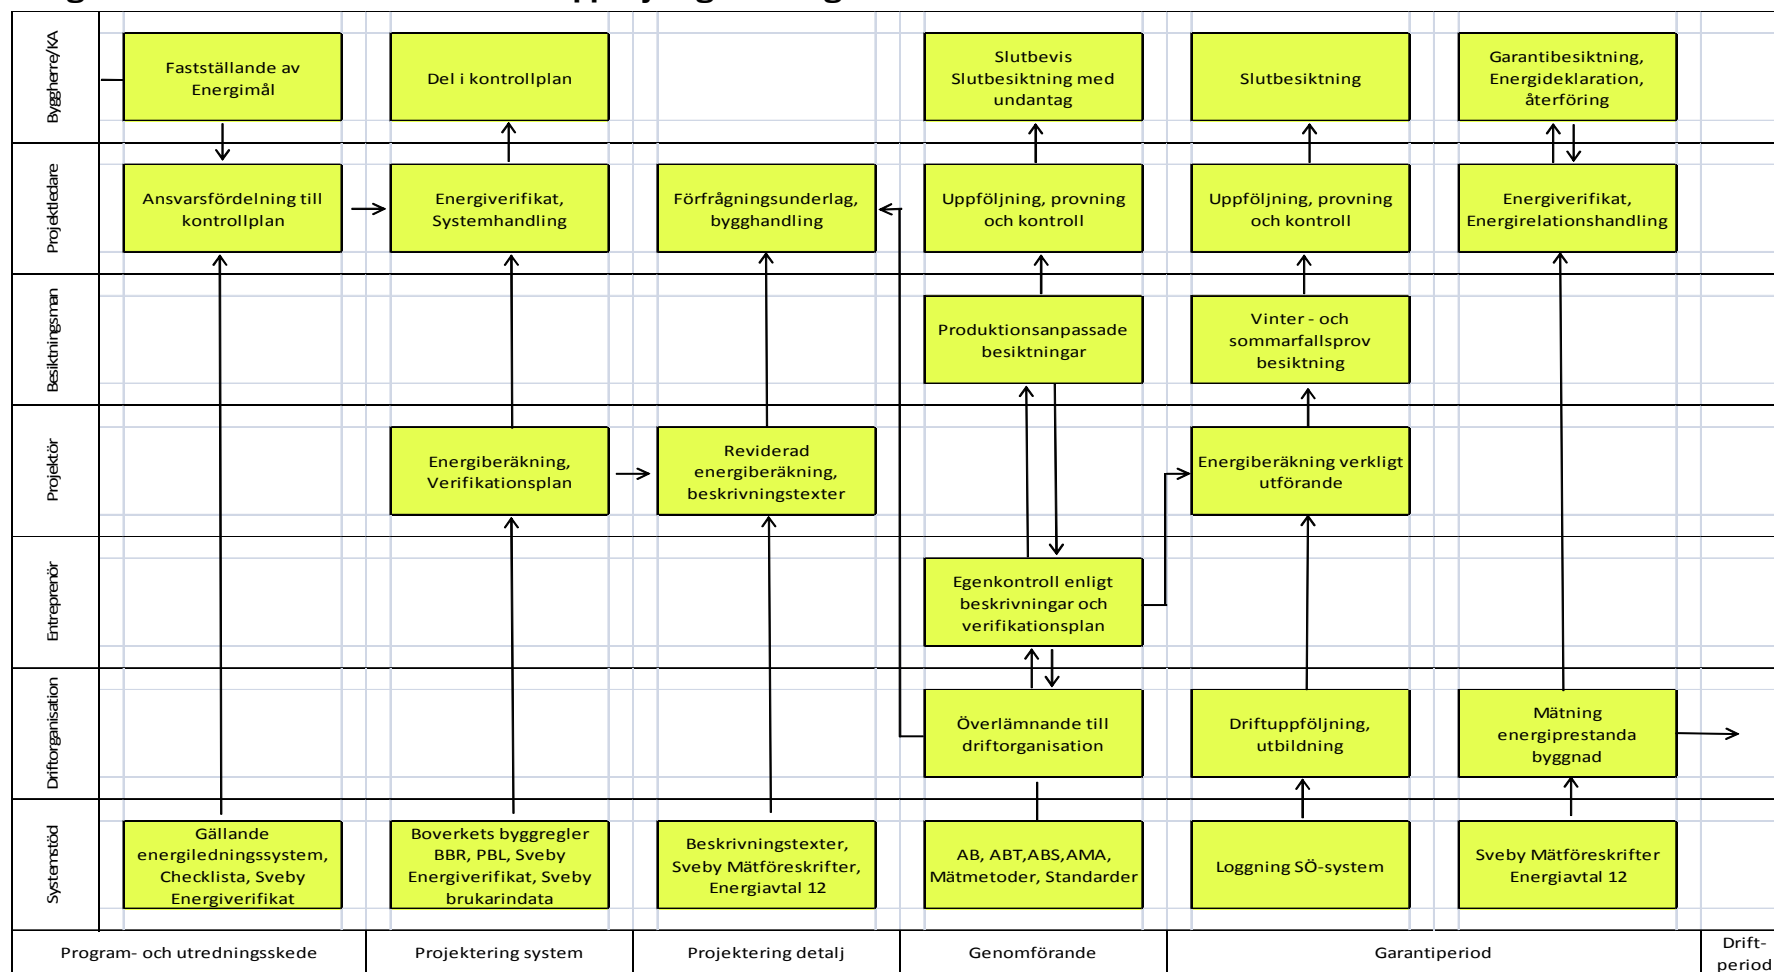 Byggherre/KA
Fastställande av
Energimål
Del i kontrollplan
Slutbevis
Slutbesiktning med
undantag
Slutbesiktning
Garantibesiktning,
Energideklaration,
återföring
Projektledare
Ansvarsfördelning till
kontrollplan
Energiverifikat,
Systemhandling
Förfrågningsunderlag,
bygghandling
Uppföljning, provning
och kontroll
Uppföljning, provning
och kontroll
Energiverifikat,
Energirelationshandling
Besiktningsman
Produktionsanpassade
besiktningar
Vinter - och
sommarfallsprov
besiktning
Projektör
Energiberäkning,
Verifikationsplan
Reviderad
energiberäkning,
beskrivningstexter
Energiberäkning verkligt
utförande
Entreprenör
Egenkontroll enligt
beskrivningar och
verifikationsplan
Driftorganisation
Överlämnande till
driftorganisation
Driftuppföljning,
utbildning
Mätning
energiprestanda
byggnad
Systemstöd
Gällande
energiledningssystem,
Checklista, Sveby
Energiverifikat
Boverkets byggregler
BBR, PBL, Sveby
Energiverifikat, Sveby
brukarindata
Beskrivningstexter,
Sveby Mätföreskrifter,
Energiavtal 12
AB, ABT,ABS,AMA,
Mätmetoder, Standarder
Loggning SÖ-system
Sveby Mätföreskrifter
Energiavtal 12
Program- och utredningsskede
Projektering system
Projektering detalj
Genomförande
Garantiperiod
Drift-
period